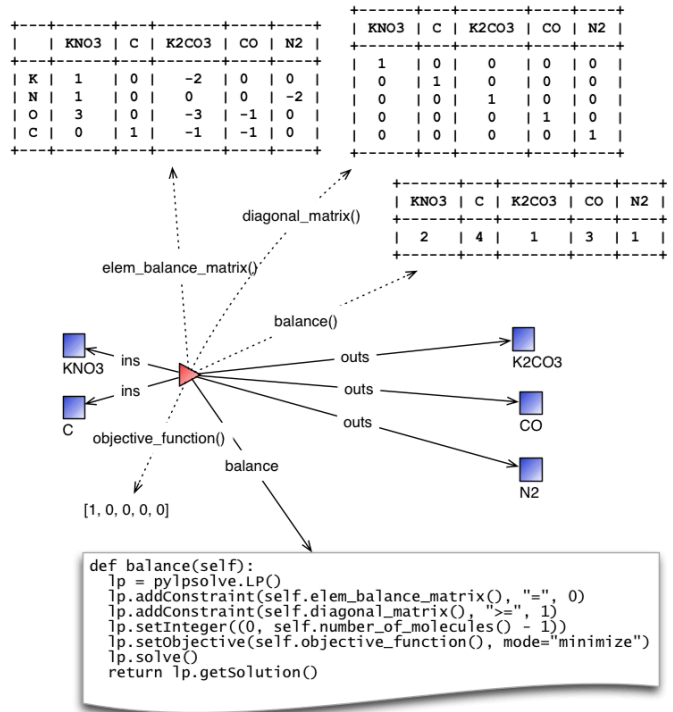 +---+------+---+-------+----+----+
|   | KNO3 | C | K2CO3 | CO | N2 |
+---+------+---+-------+----+----+
| K | 1 | 0 | -2 | 0 | 0 |
| N | 1 | 0 | 0 | 0 | -2 |
| O | 3 | 0 | -3 | -1 | 0 |
| C | 0 | 1 | -1 | -1 | 0 |
+---+------+---+-------+----+----+
+------+---+-------+----+----+
| KNO3 | C | K2CO3 | CO | N2 |
+------+---+-------+----+----+
| 1 | 0 | 0 | 0 | 0 |
| 0 | 1 | 0 | 0 | 0 |
| 0 | 0 | 1 | 0 | 0 |
| 0 | 0 | 0 | 1 | 0 |
| 0 | 0 | 0 | 0 | 1 |
+------+---+-------+----+----+
+------+---+-------+----+----+
| KNO3 | C | K2CO3 | CO | N2 |
+------+---+-------+----+----+
| 2 | 4 | 1 | 3 | 1 |
+------+---+-------+----+----+
diagonal_matrix()
elem_balance_matrix()
balance()
KNO3
ins
outs
K2CO3
ins
outs
C
CO
objective_function()
outs
balance
N2
[1, 0, 0, 0, 0]
def balance(self):
lp = pylpsolve.LP()
lp.addConstraint(self.elem_balance_matrix(), "=", 0)
lp.addConstraint(self.diagonal_matrix(), ">=", 1)
lp.setInteger((0, self.number_of_molecules() - 1))
lp.setObjective(self.objective_function(), mode="minimize")
lp.solve()
return lp.getSolution()